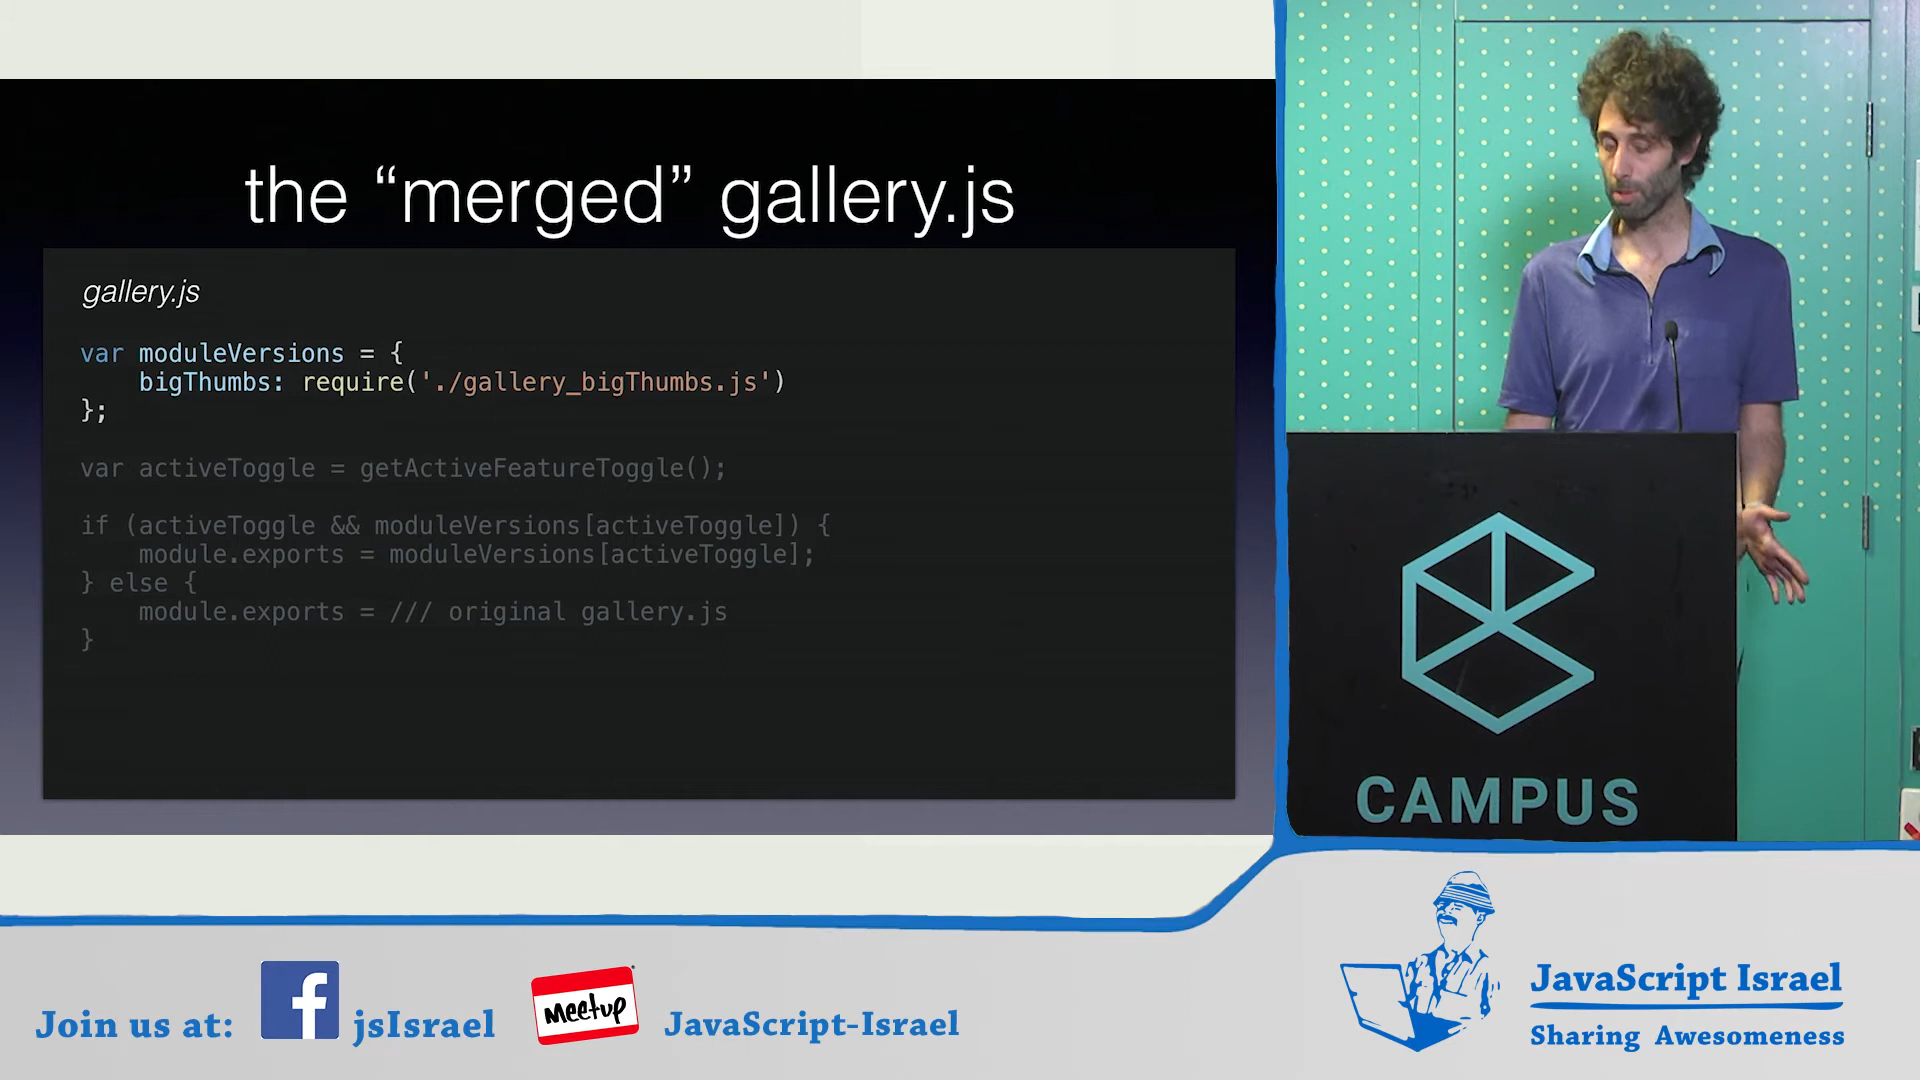 the “merged” gallery.js
gallery.js
var moduleVersions = {
    bigThumbs: require('./gallery_bigThumbs.js')
};
var activeToggle = getActiveFeatureToggle();
if (activeToggle && moduleVersions[activeToggle]) {
    module.exports = moduleVersions[activeToggle];
} else {
    module.exports = /// original gallery.js
}
CAMPUS
Join us at: f jsIsrael Meetup JavaScript-Israel
JavaScript Israel
Sharing Awesomeness